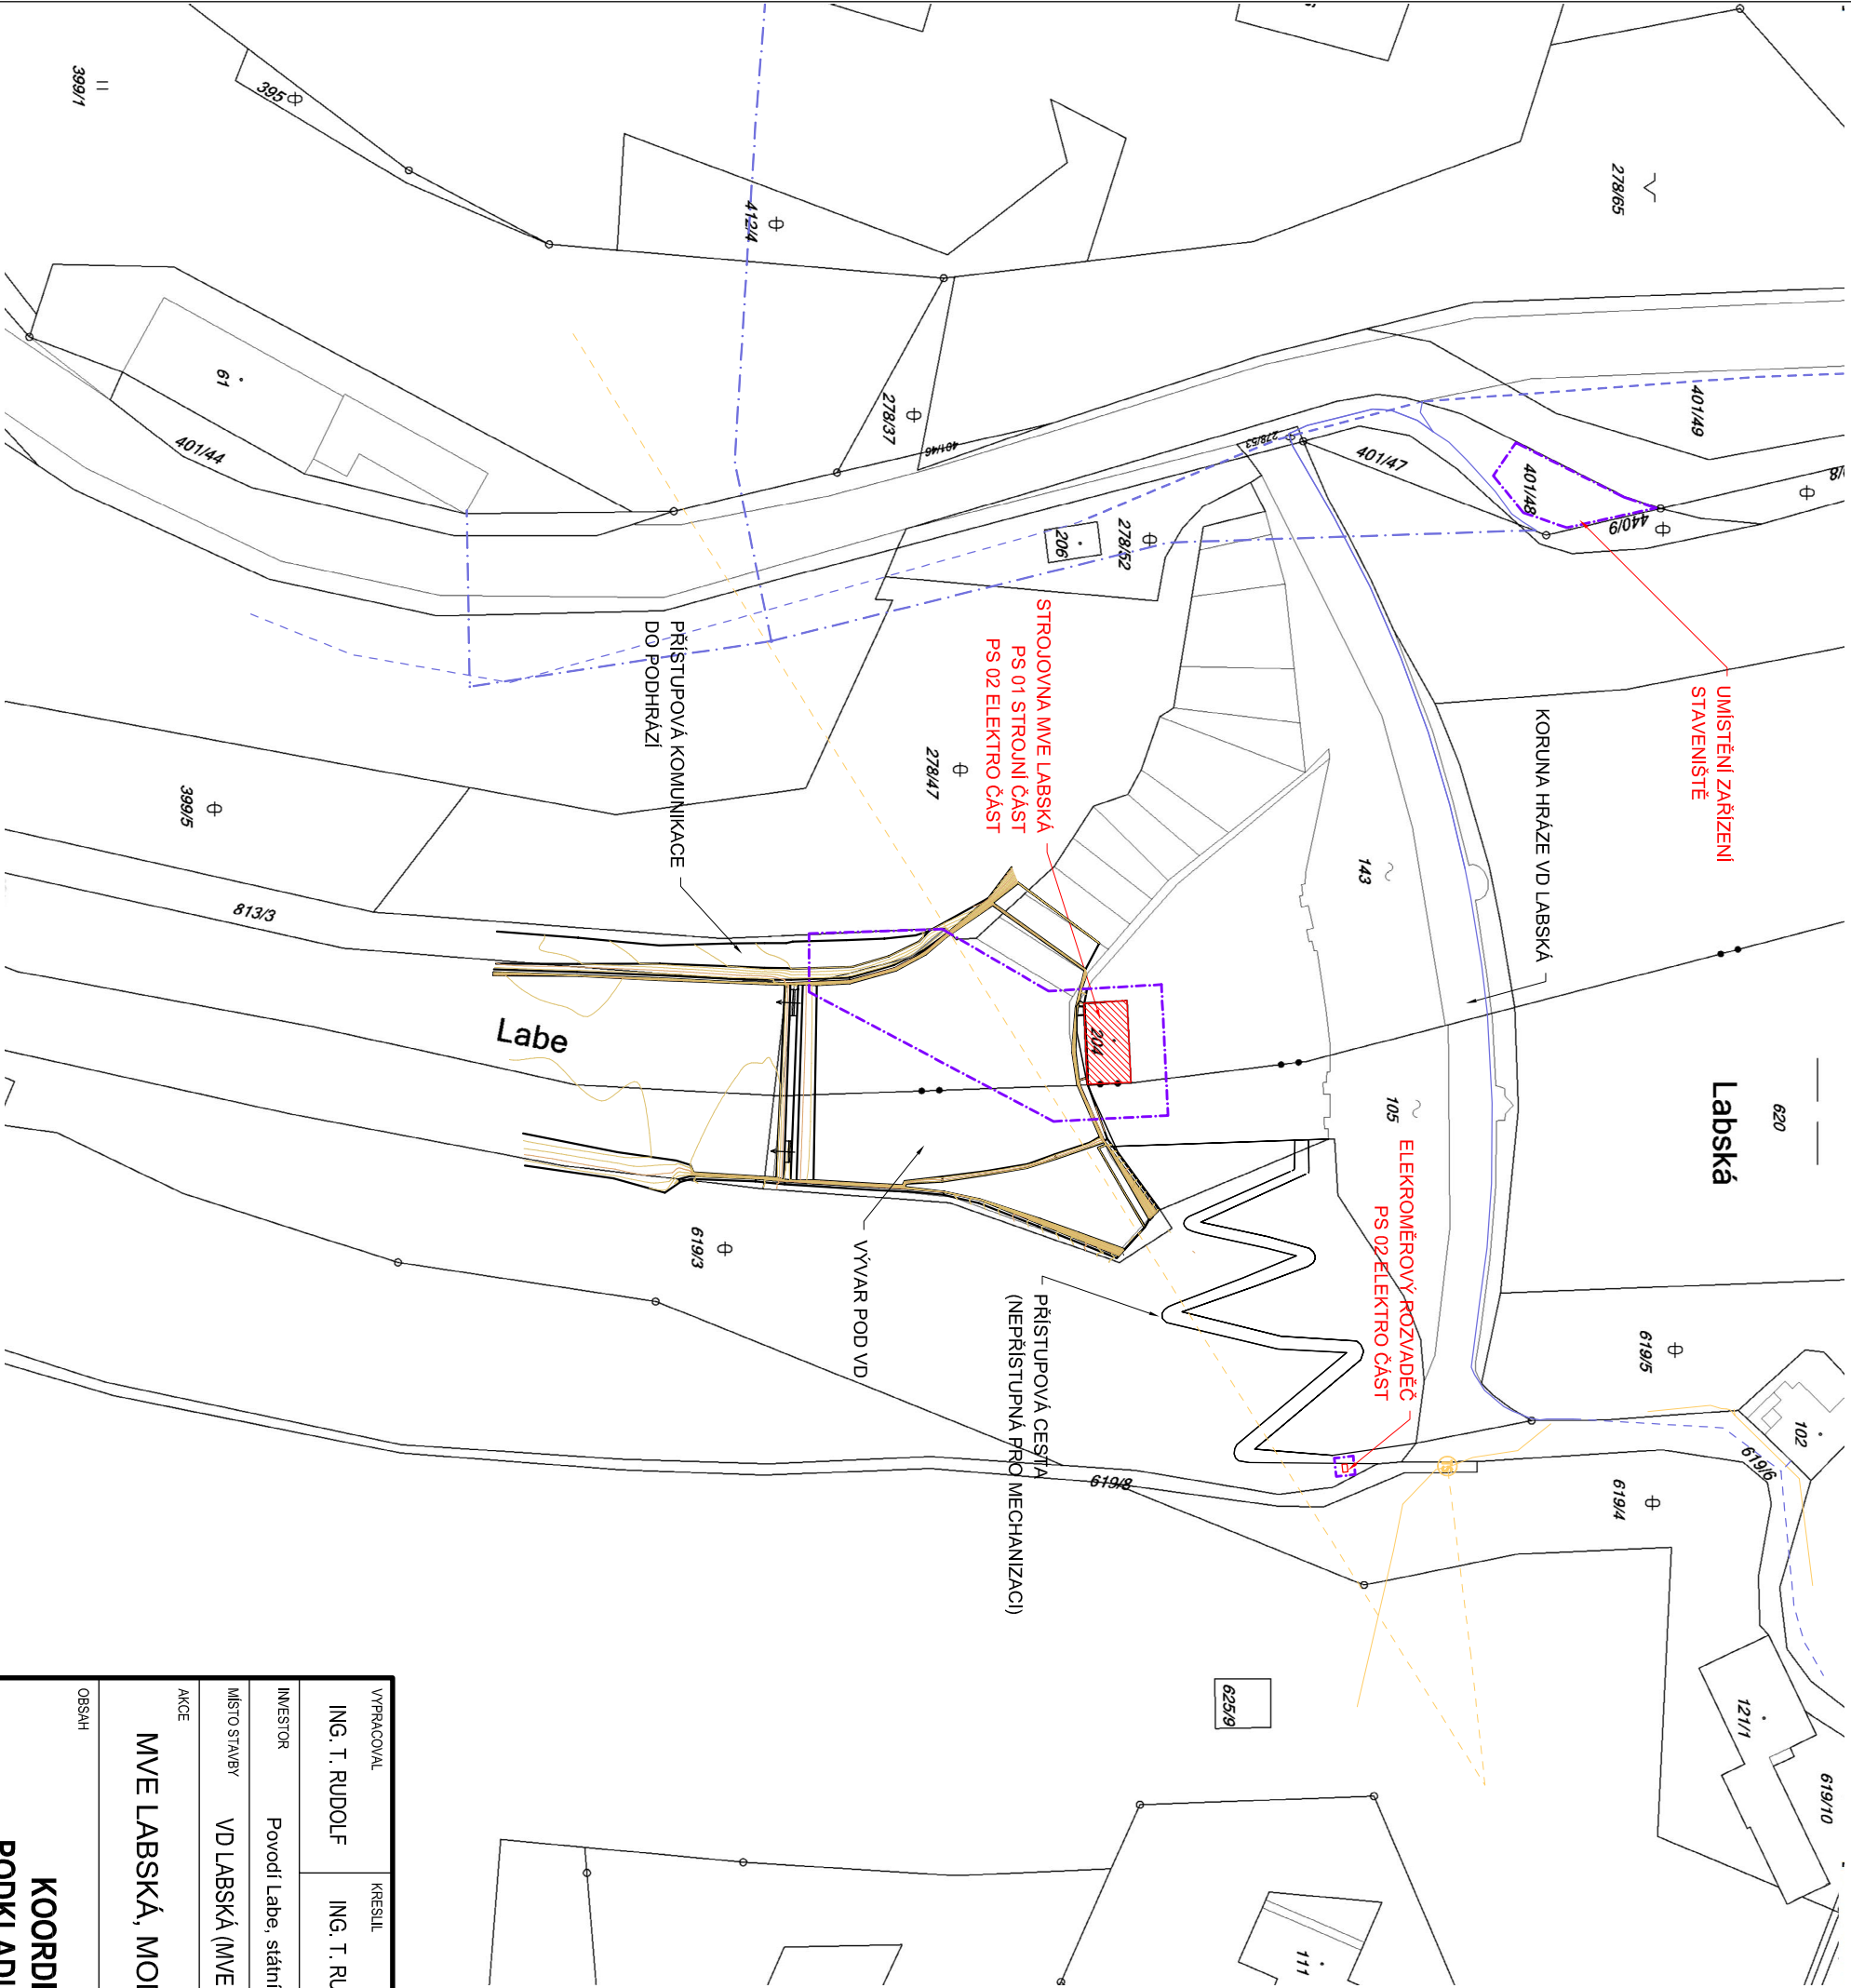 399/1
395
412/4
278/65
61
401/44
278/37
401/46
278/53
401/47
401/49
401/48
440/9
206
278/52
UMÍSTĚNÍ ZAŘÍZENÍ
STAVENIŠTĚ
KORUNA HRÁZE VD LABSKÁ
STROJOVNA MVE LABSKÁ
PS 01 STROJNÍ ČÁST
PS 02 ELEKTRO ČÁST
PŘÍSTUPOVÁ KOMUNIKACE
DO PODHRÁZÍ
278/47
399/5
813/3
143
Labe
204
105
620
Labská
ELEKROMĚROVÝ ROZVADĚČ
PS 02 ELEKTRO ČÁST
619/3
VÝVAR POD VD
PŘÍSTUPOVÁ CESTA
(NEPŘÍSTUPNÁ PRO MECHANIZACI)
619/5
102
619/6
619/4
619/8
625/9
121/1
619/10
111
VYPRACOVAL
KRESLIL
ING. T. RUDOLF
ING. T. RU
INVESTOR
Povodí Labe, státní
MÍSTO STAVBY
VD LABSKÁ (MVE
AKCE
MVE LABSKÁ, MO
OBSAH
KOORDI